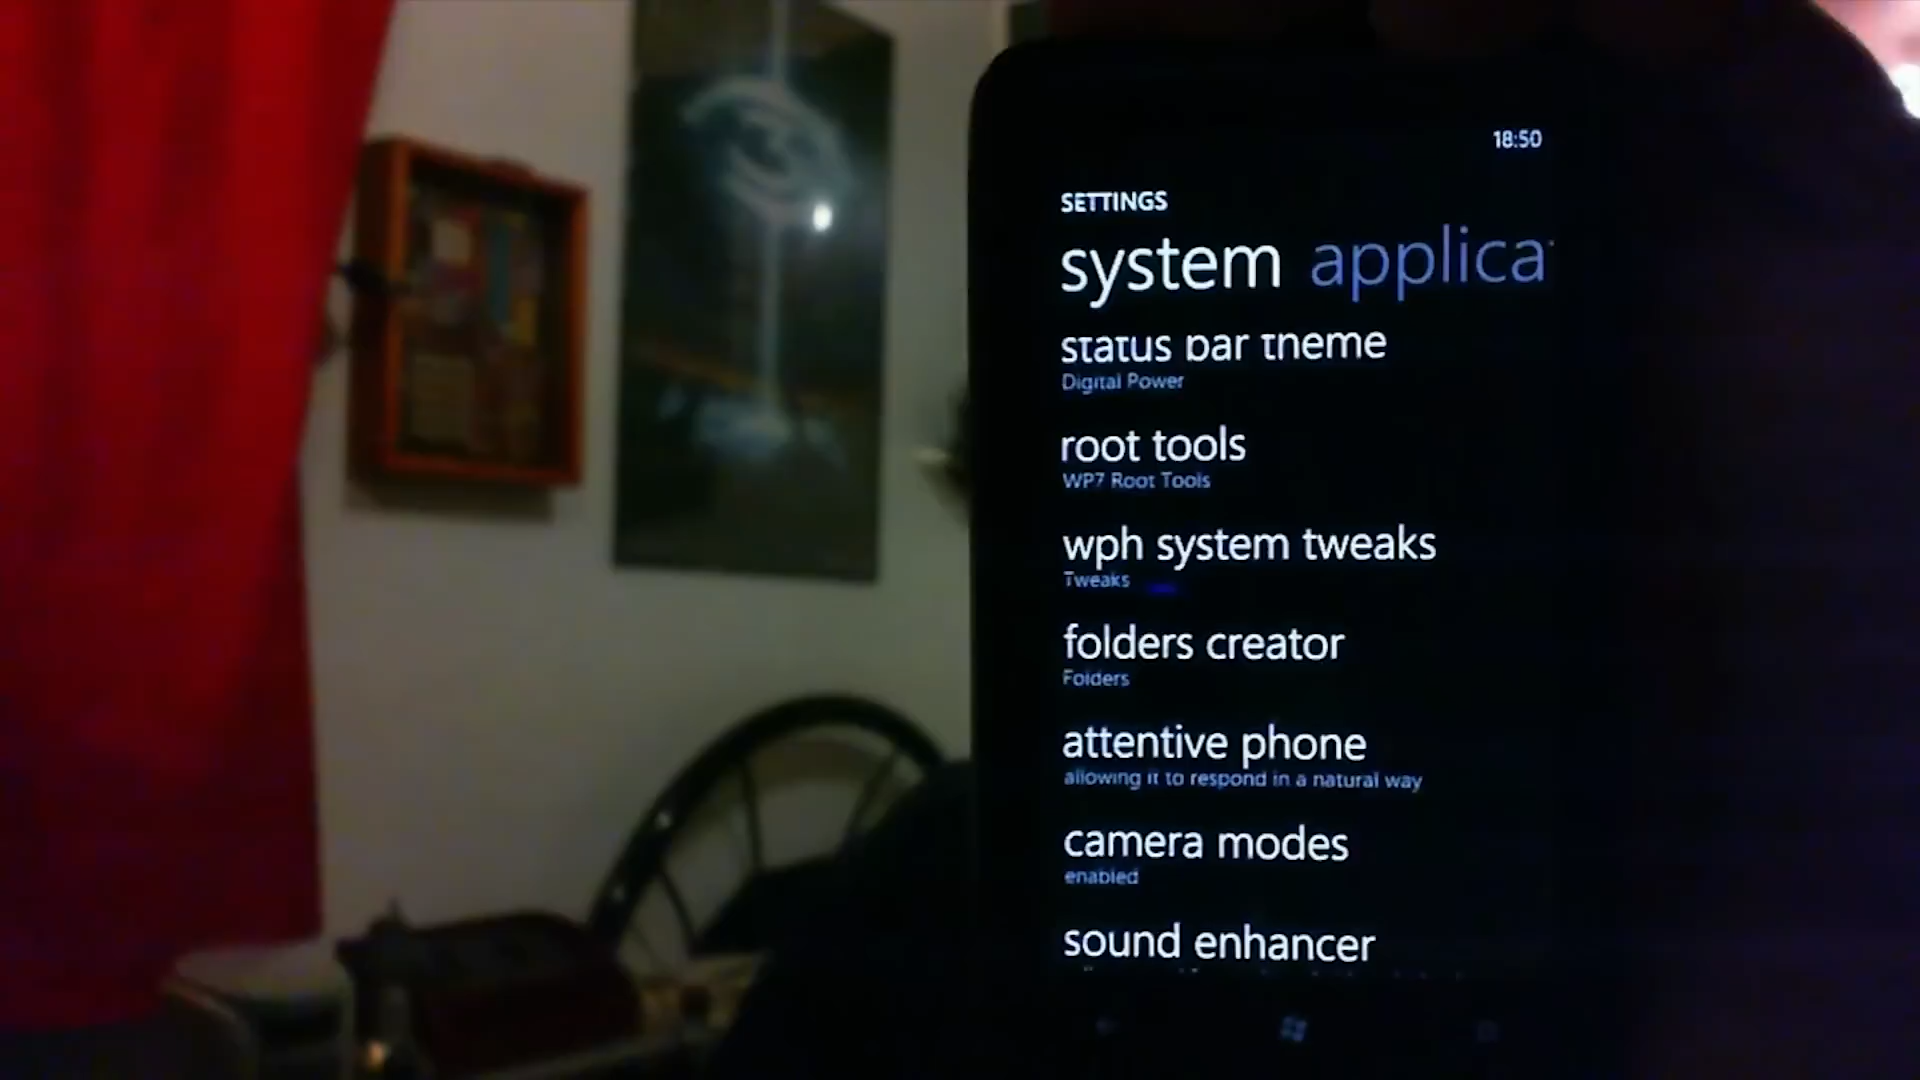 18:50
SETTINGS
system applica
status bar theme
Digital Power
root tools
WP7 Root Tools
wph system tweaks
Tweaks
folders creator
Folders
attentive phone
allowing it to respond in a natural way
camera modes
enabled
sound enhancer